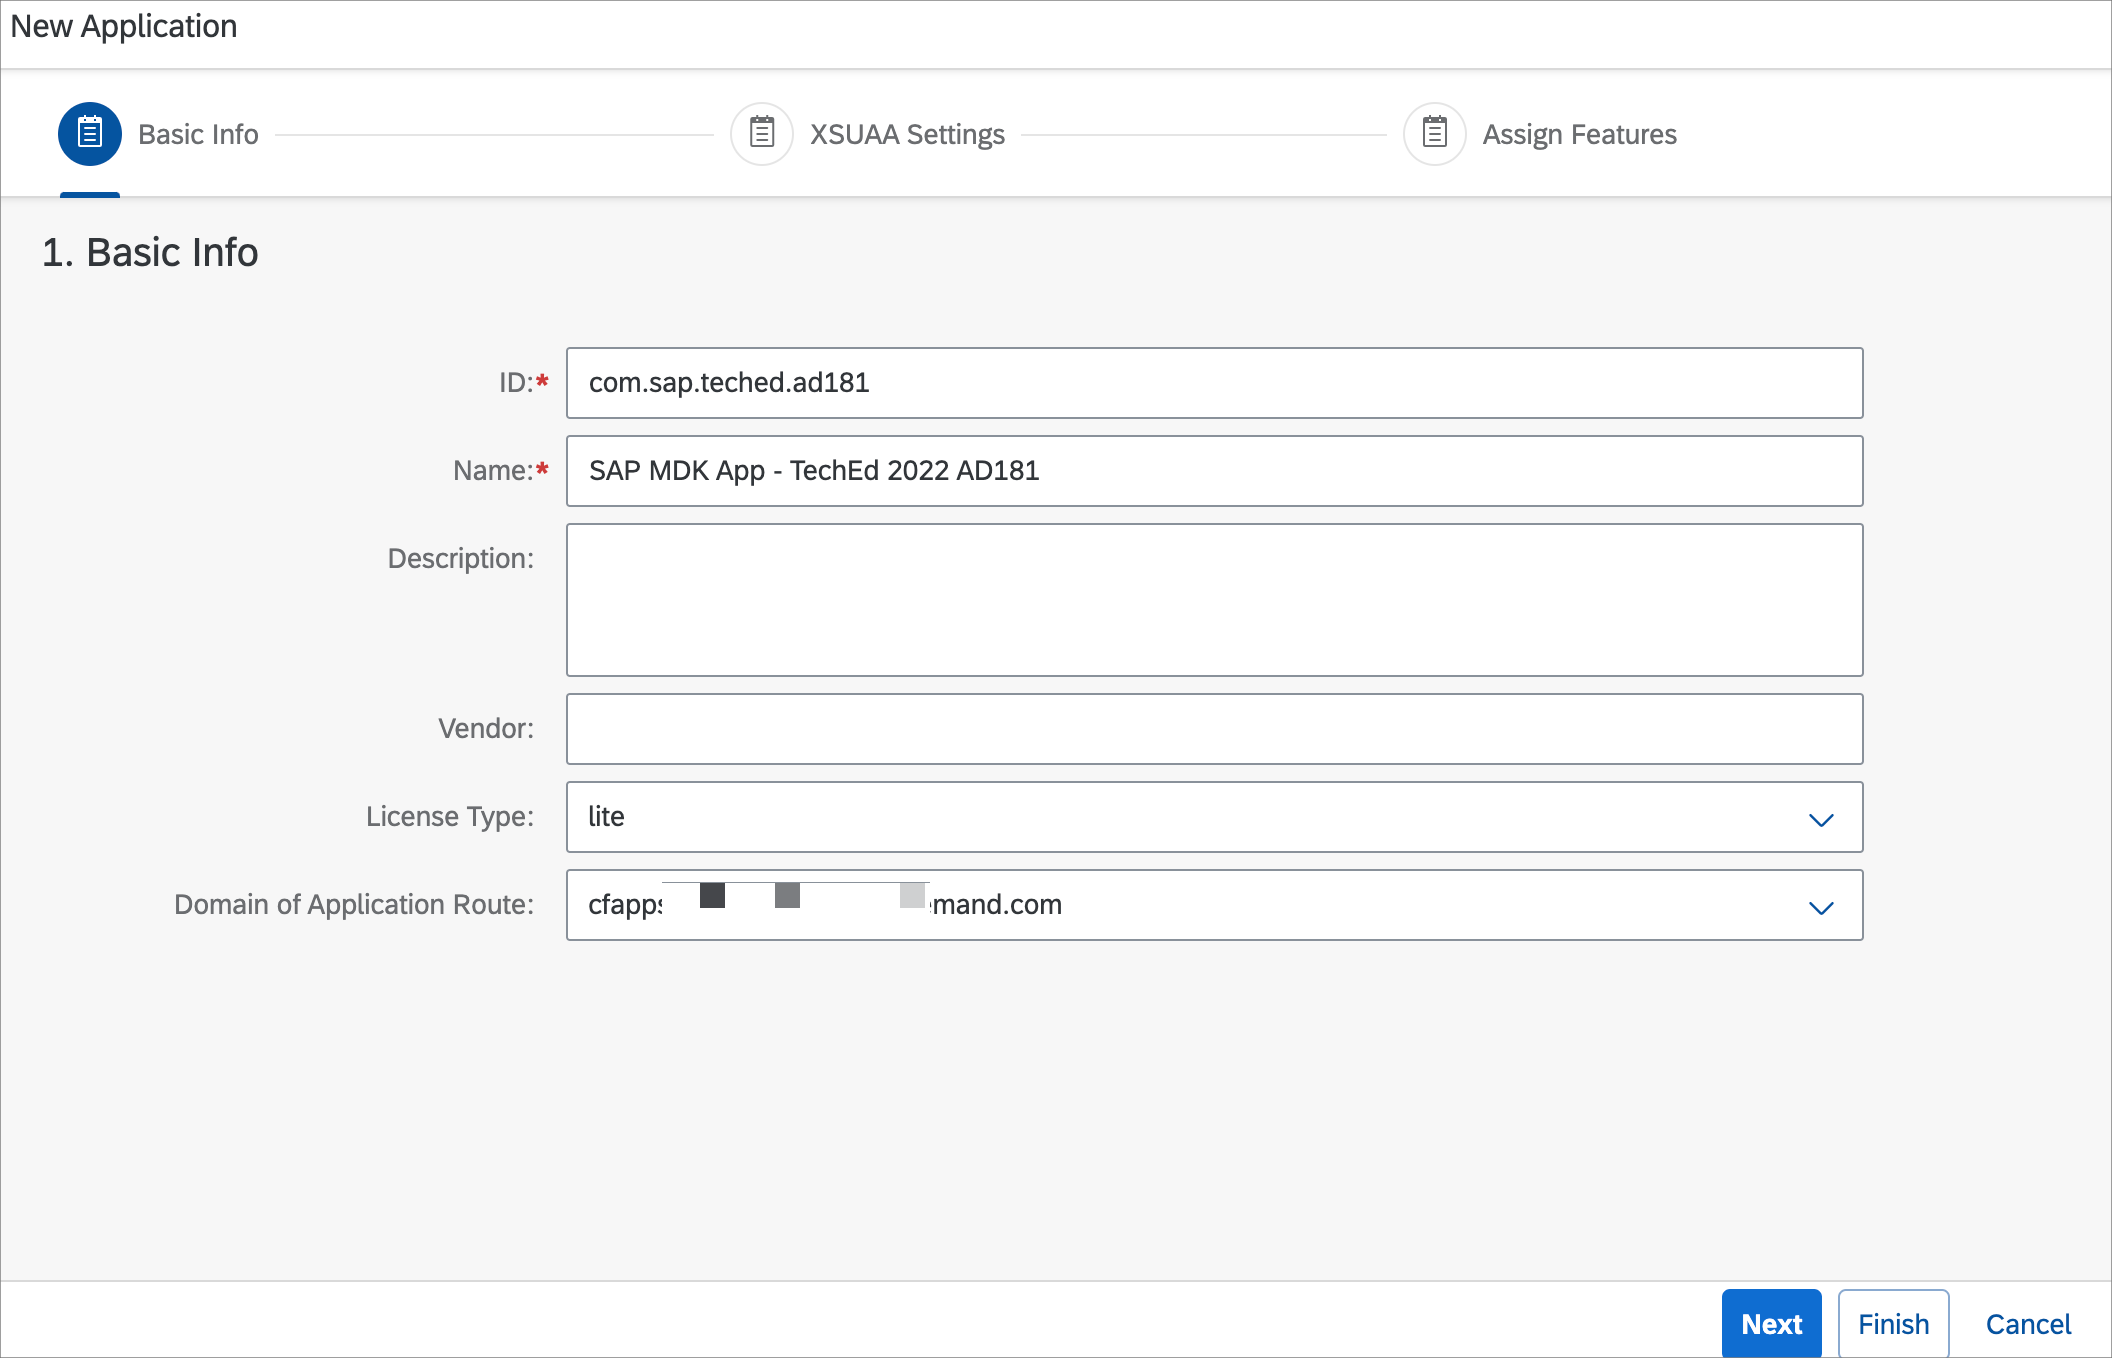 New Application
Basic Info
XSUAA Settings
Assign Features
1. Basic Info
ID:* com.sap.teched.ad181
Name:* SAP MDK App - TechEd 2022 AD181
Description:
Vendor:
License Type: lite
Domain of Application Route: cfapps mand.com
Next Finish Cancel